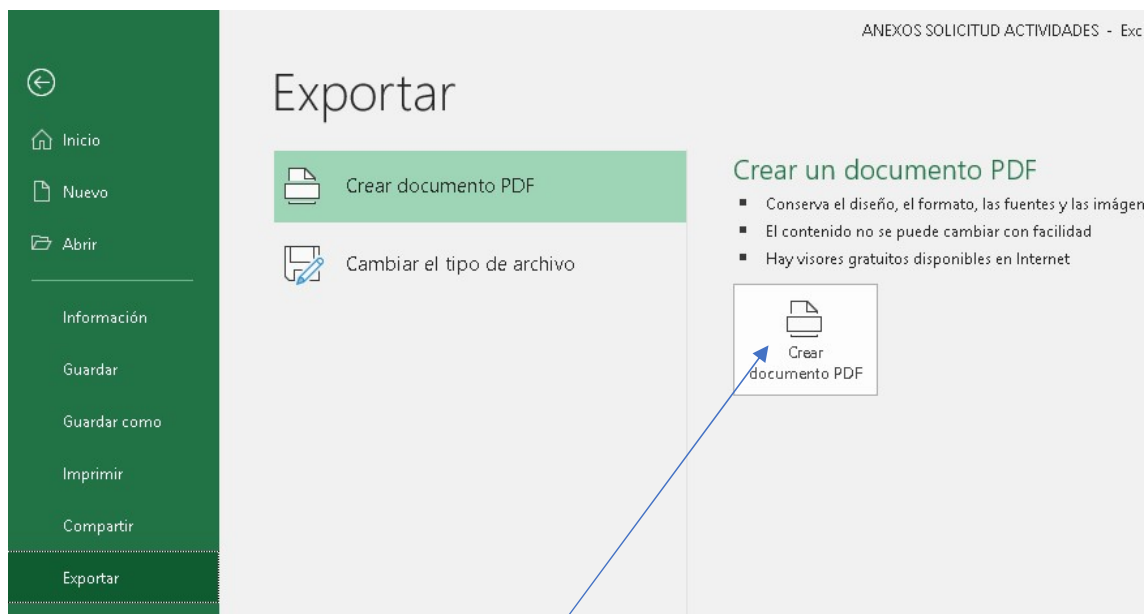 ANEXOS SOLICITUD ACTIVIDADES - Exc
Exportar
Inicio
Nuevo
Abrir
Información
Guardar
Guardar como
Imprimir
Compartir
Exportar
Crear documento PDF
Cambiar el tipo de archivo
Crear un documento PDF
▪ Conserva el diseño, el formato, las fuentes y las imágen
▪ El contenido no se puede cambiar con facilidad
▪ Hay visores gratuitos disponibles en Internet
Crear
documento PDF